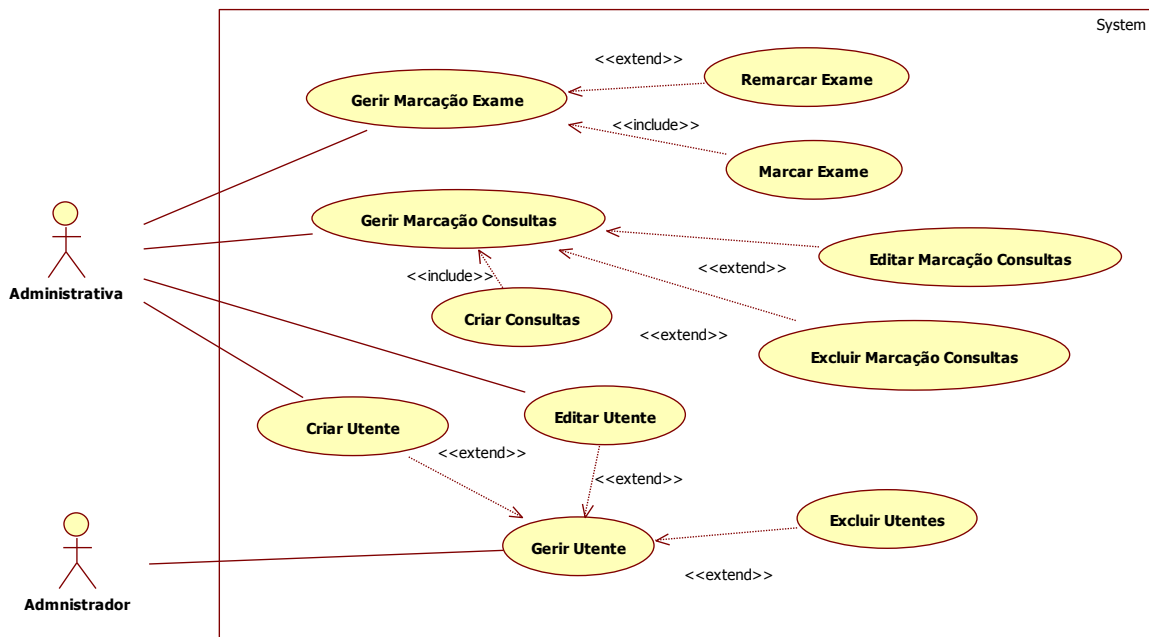 System
<<extend>>
Remarcar Exame
Gerir Marcação Exame
<<include>>
Marcar Exame
Gerir Marcação Consultas
Editar Marcação Consultas
<<extend>>
<<include>>
Administrativa
Criar Consultas
<<extend>>
Excluir Marcação Consultas
Editar Utente
Criar Utente
<<extend>>
<<extend>>
Excluir Utentes
Gerir Utente
<<extend>>
Admnistrador